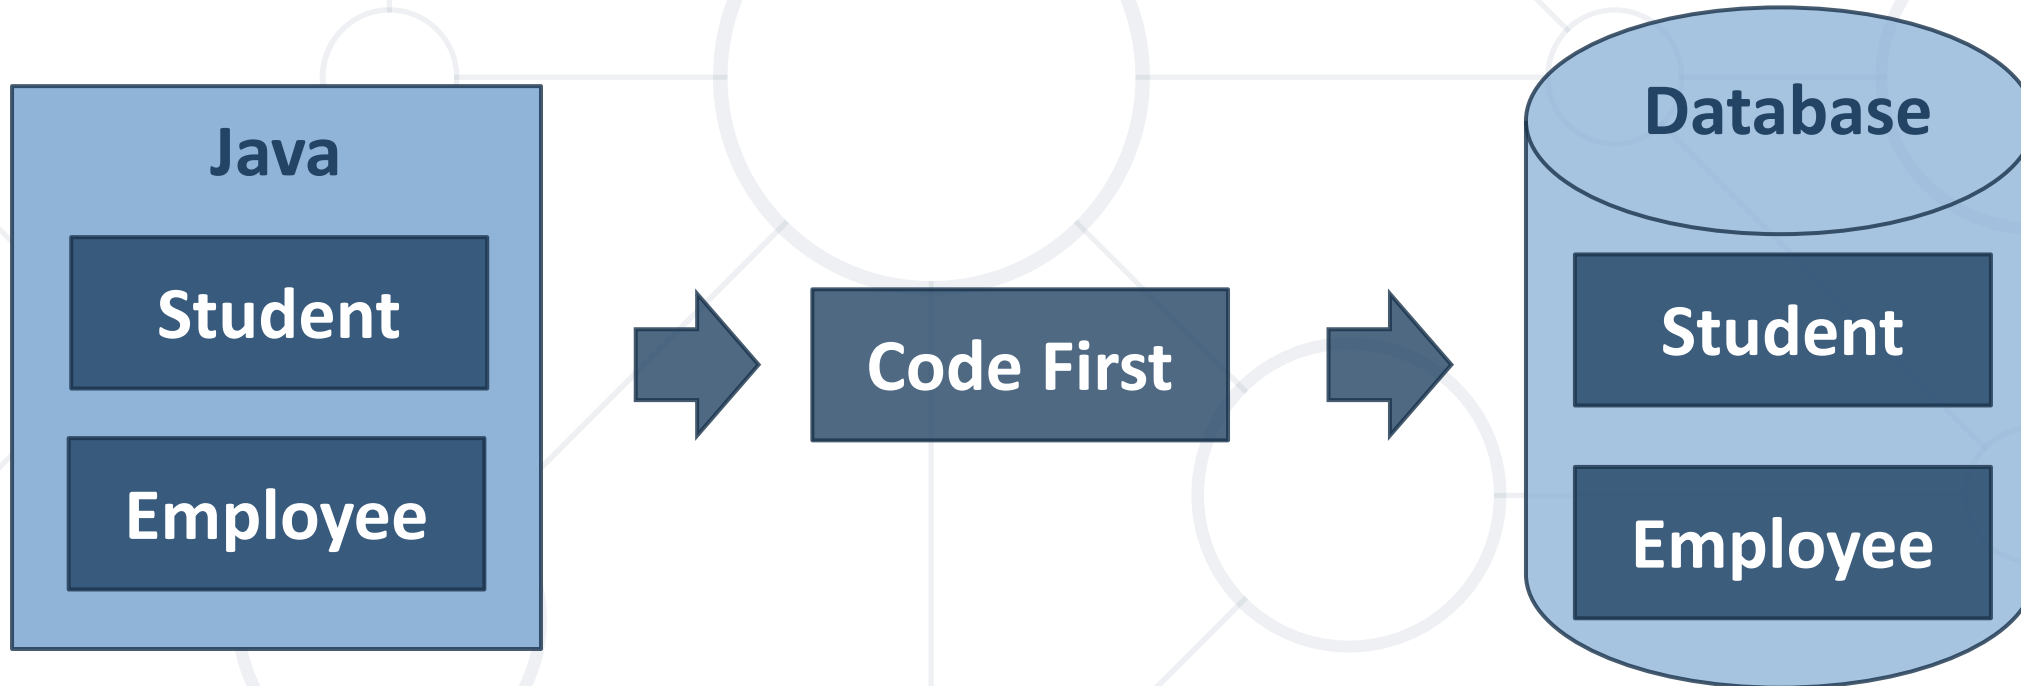 Java
Student
Employee
Code First
Database
Student
Employee